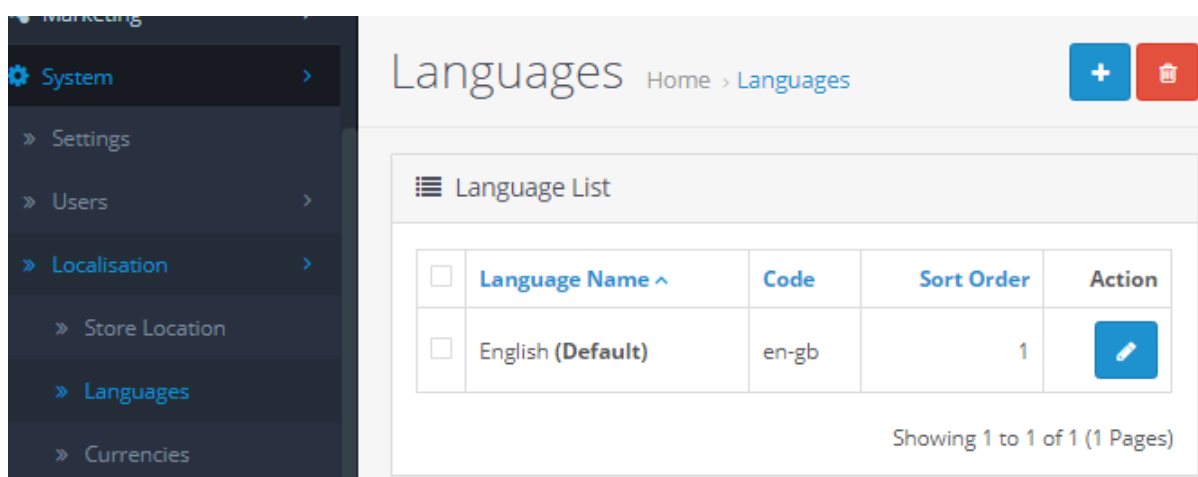 Marketing
System
Settings
Users
Localisation
Store Location
Languages
Currencies
Languages Home › Languages
Language List
Language Name Code Sort Order Action
English (Default) en-gb 1
Showing 1 to 1 of 1 (1 Pages)